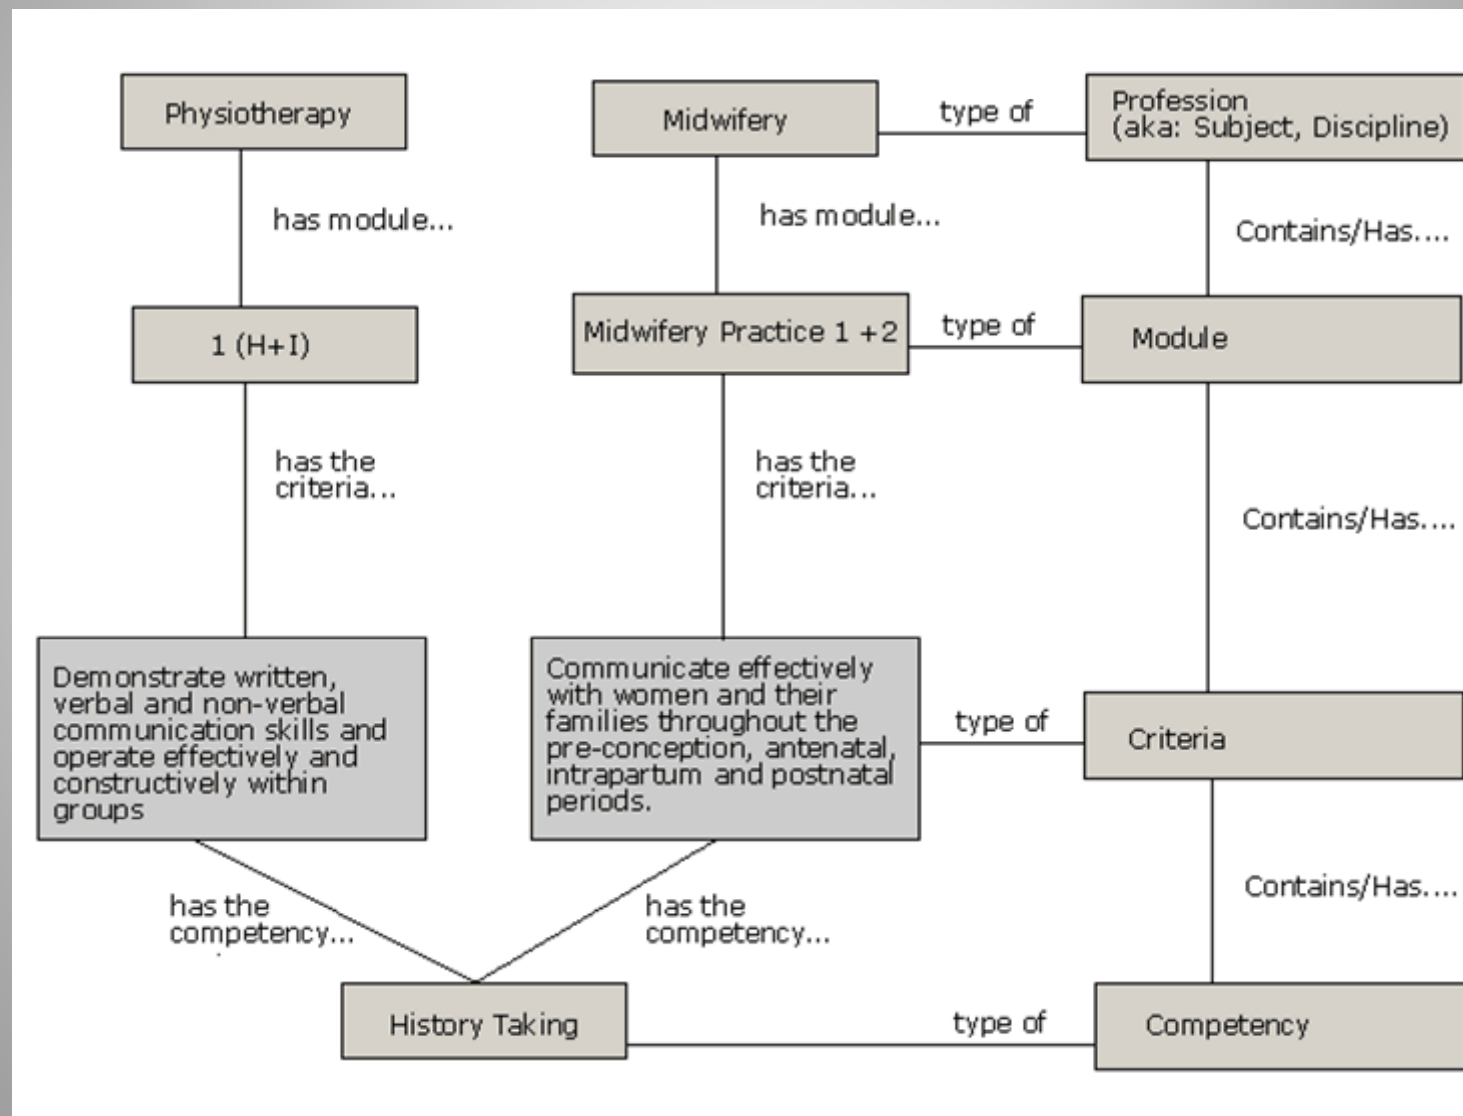 Physiotherapy
Midwifery
type of
Profession
(aka: Subject, Discipline)
has module...
has module...
Contains/Has....
1 (H+I)
Midwifery Practice 1 +2
type of
Module
has the
criteria...
has the
criteria...
Contains/Has....
Demonstrate written,
verbal and non-verbal
communication skills and
operate effectively and
constructively within
groups
Communicate effectively
with women and their
families throughout the
pre-conception, antenatal,
intrapartum and postnatal
periods.
type of
Criteria
has the
competency...
has the
competency...
Contains/Has....
History Taking
type of
Competency